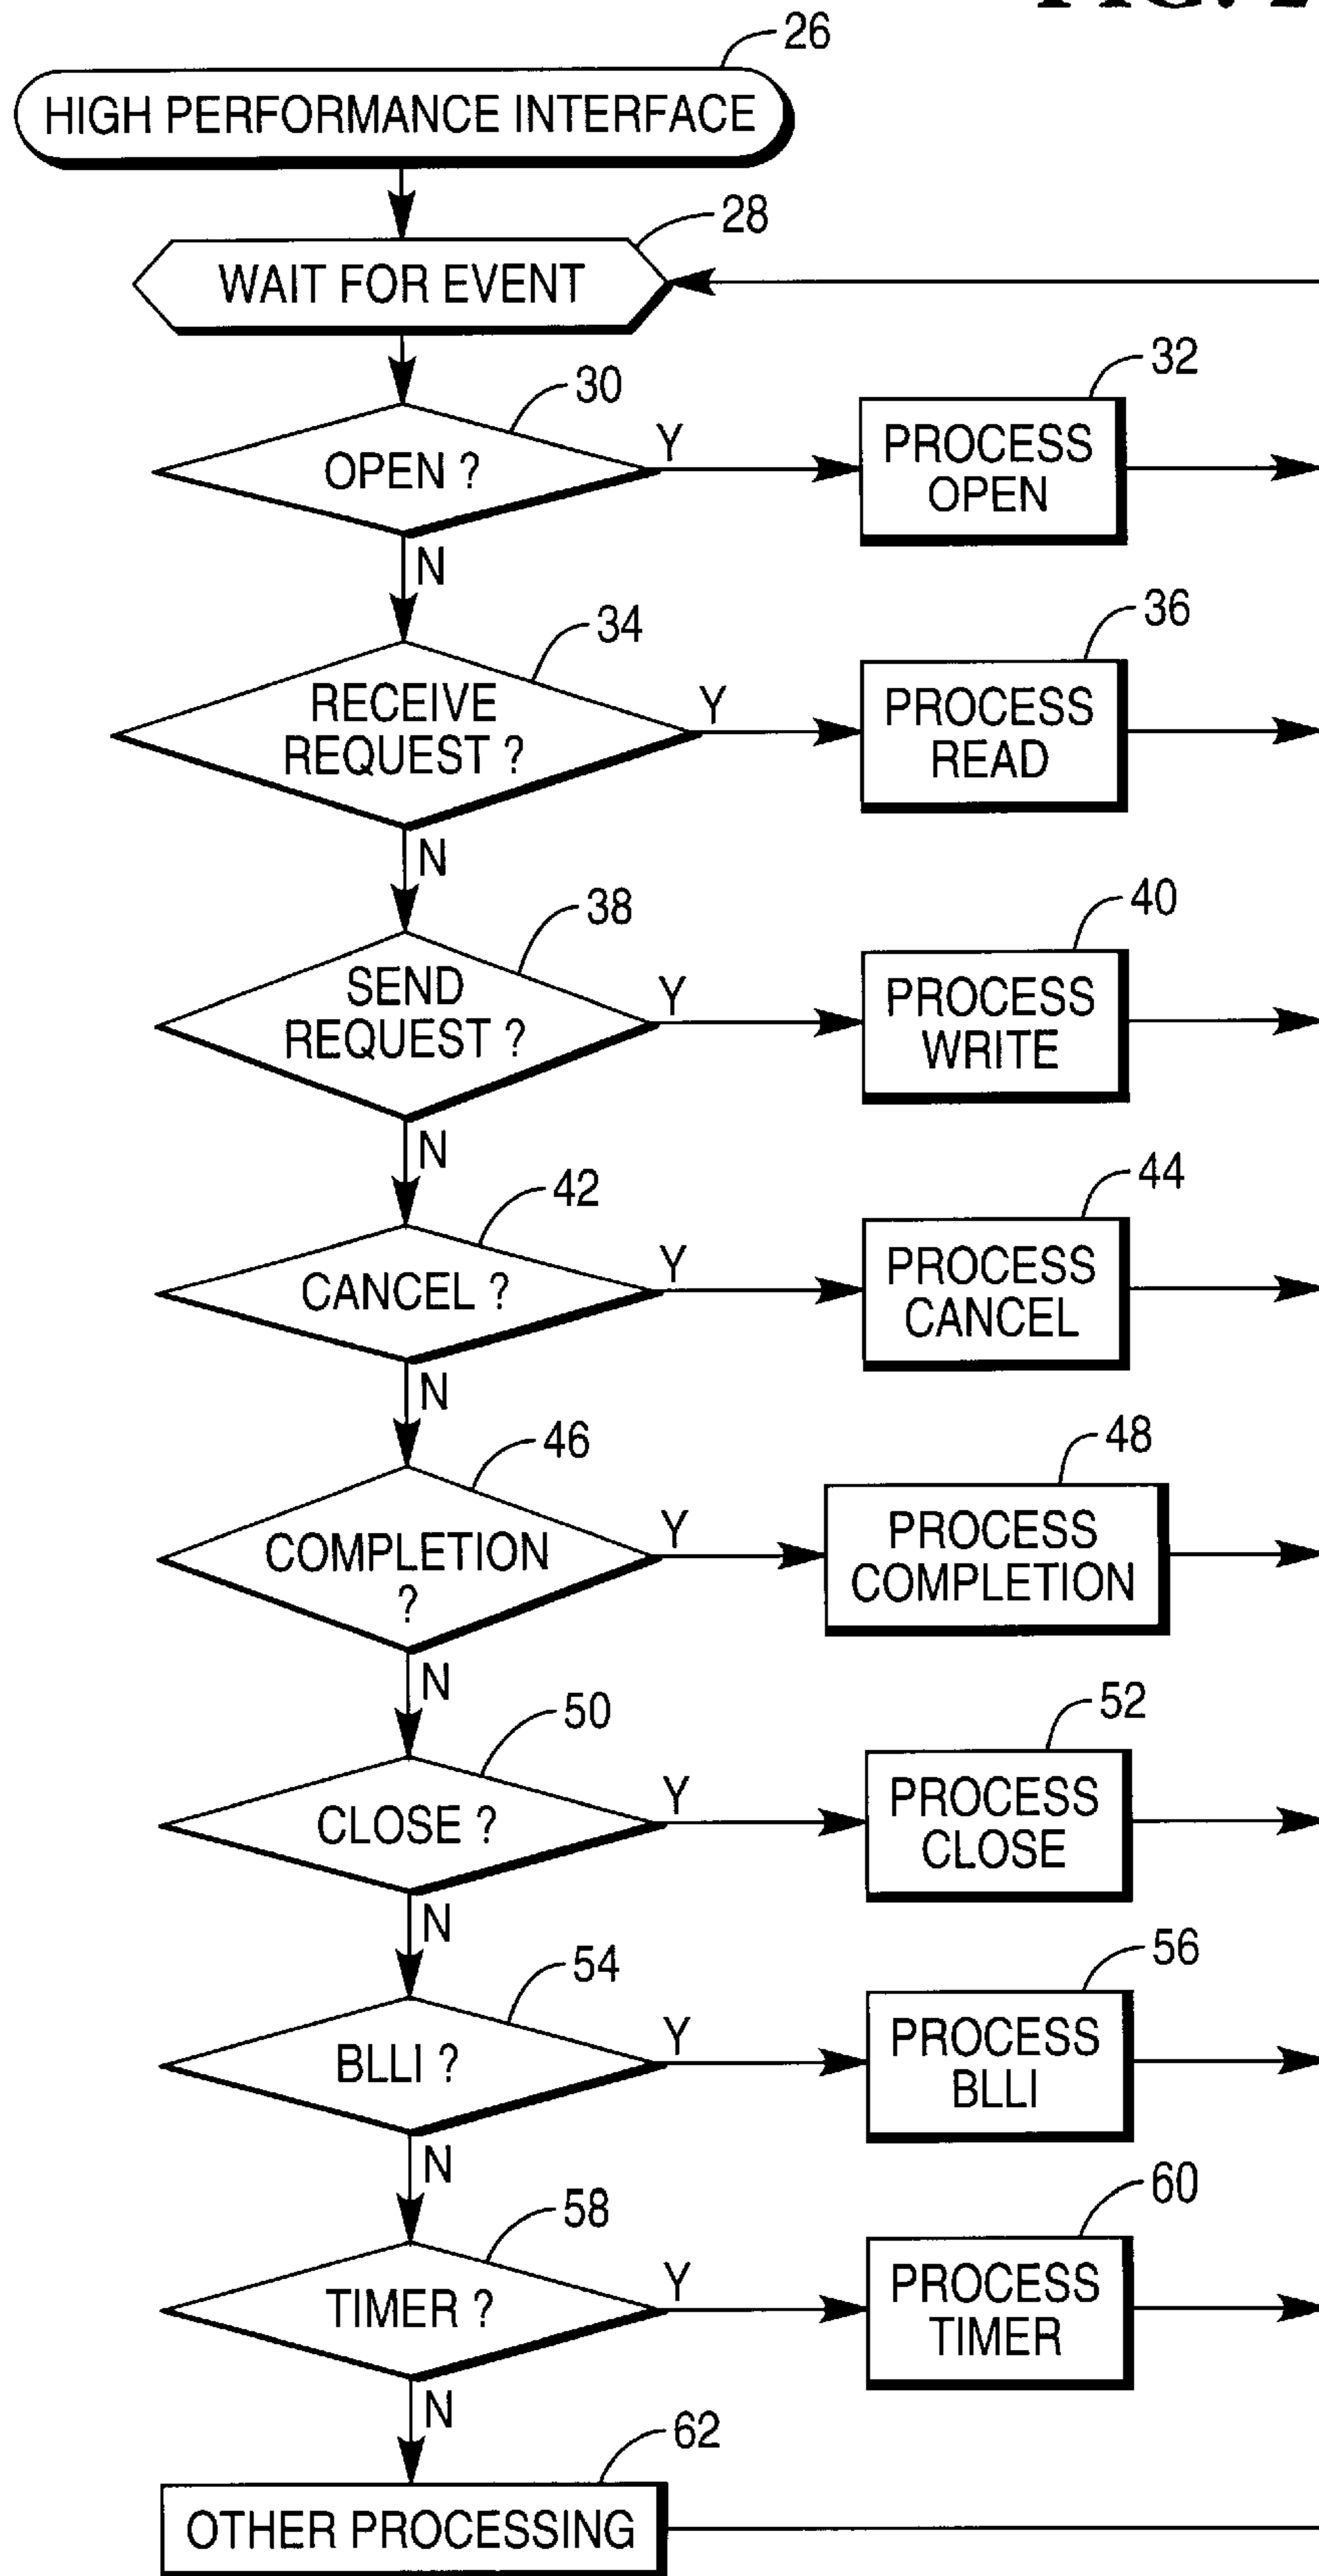 26
HIGH PERFORMANCE INTERFACE
28
WAIT FOR EVENT
30
OPEN ?
Y
32
PROCESS
OPEN
N
34
RECEIVE
REQUEST ?
Y
36
PROCESS
READ
N
38
SEND
REQUEST ?
Y
40
PROCESS
WRITE
N
42
CANCEL ?
Y
44
PROCESS
CANCEL
N
46
COMPLETION
?
Y
48
PROCESS
COMPLETION
N
50
CLOSE ?
Y
52
PROCESS
CLOSE
N
54
BLLI ?
Y
56
PROCESS
BLLI
N
58
TIMER ?
Y
60
PROCESS
TIMER
N
62
OTHER PROCESSING